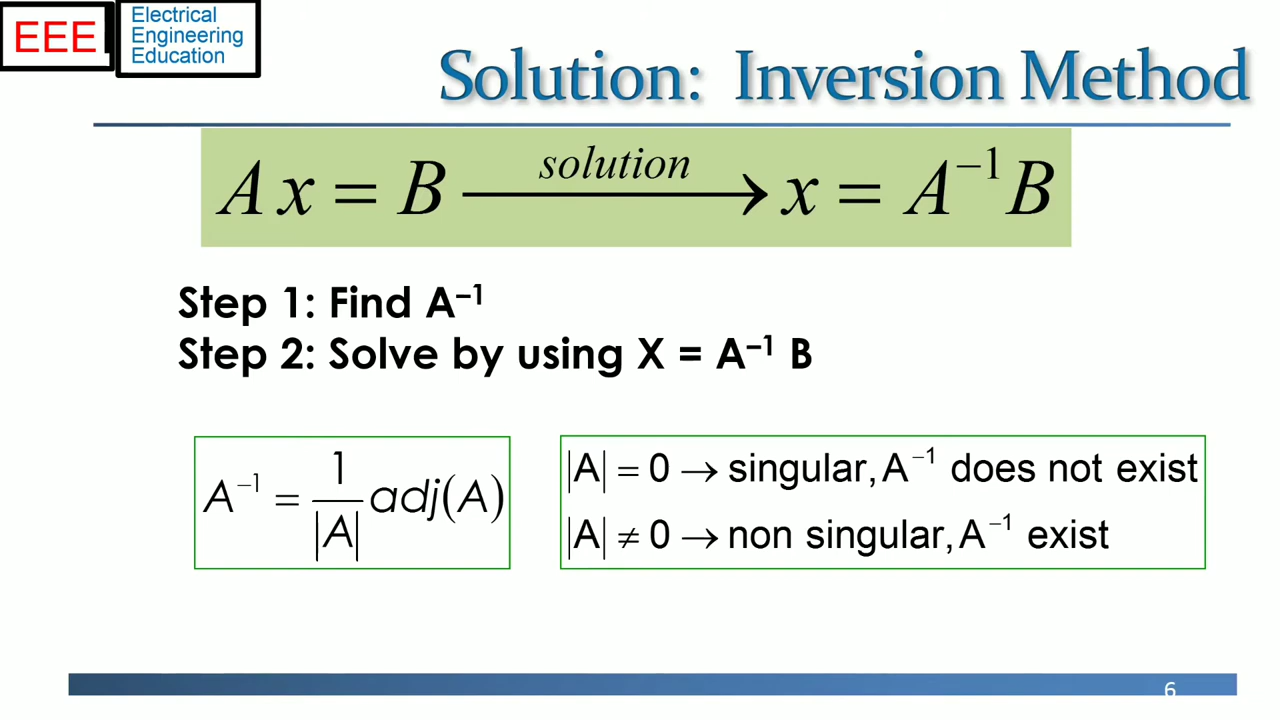 EEE
Electrical
Engineering
Education
Solution: Inversion Method
A x = B ⟶ solution x = A⁻¹ B
Step 1: Find A⁻¹
Step 2: Solve by using X = A⁻¹ B
A⁻¹ = 1/|A| adj(A)
|A| = 0 → singular, A⁻¹ does not exist
|A| ≠ 0 → non singular, A⁻¹ exist
6